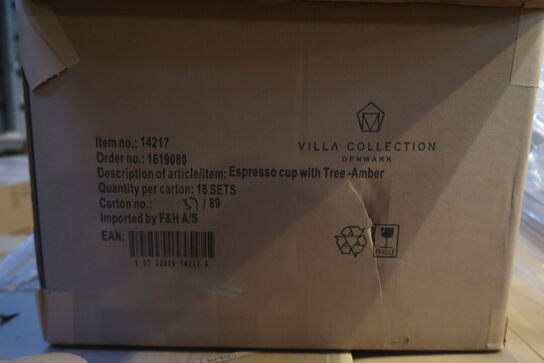 VILLA COLLECTION
DENMARK
Item no.: 14217
Order no.: 1619080
Description of article/item: Espresso cup with Tree -Amber
Quantity per carton: 18 SETS
Carton no.: / 89
Imported by F&H A/S
EAN:
FRAGILE